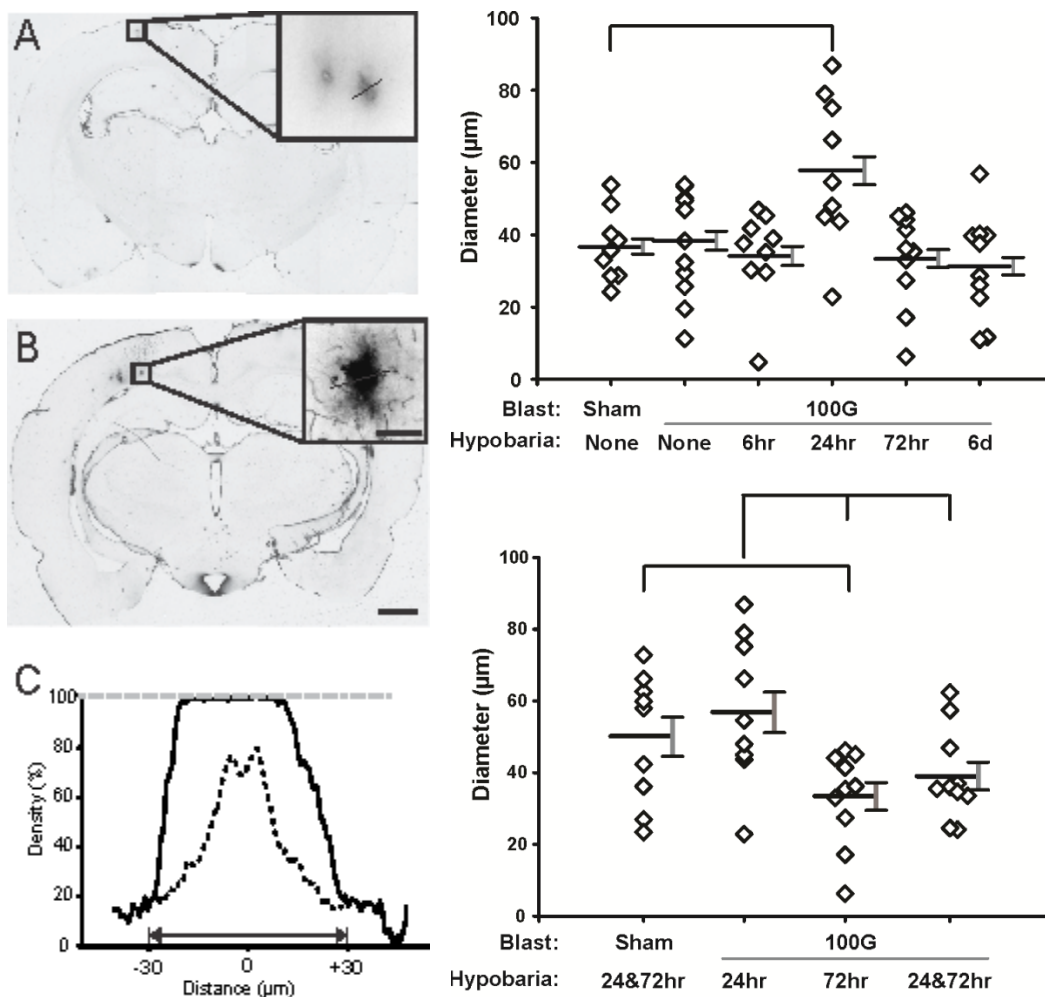 A
B
C
100
80
60
40
20
0
Density (%)
-30 0 +30
Distance (µm)
100
80
60
40
20
0
Diameter (µm)
Blast: Sham 100G
Hypobaria: None None 6hr 24hr 72hr 6d
100
80
60
40
20
0
Diameter (µm)
Blast: Sham 100G
Hypobaria: 24&72hr 24hr 72hr 24&72hr